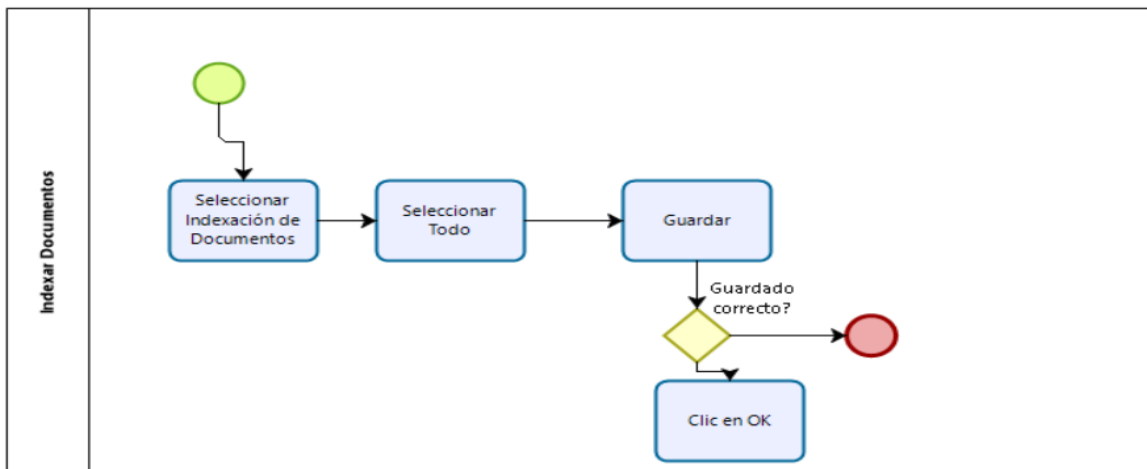 Indexar Documentos
Seleccionar
Indexación de
Documentos
Seleccionar
Todo
Guardar
Guardado
correcto?
Clic en OK